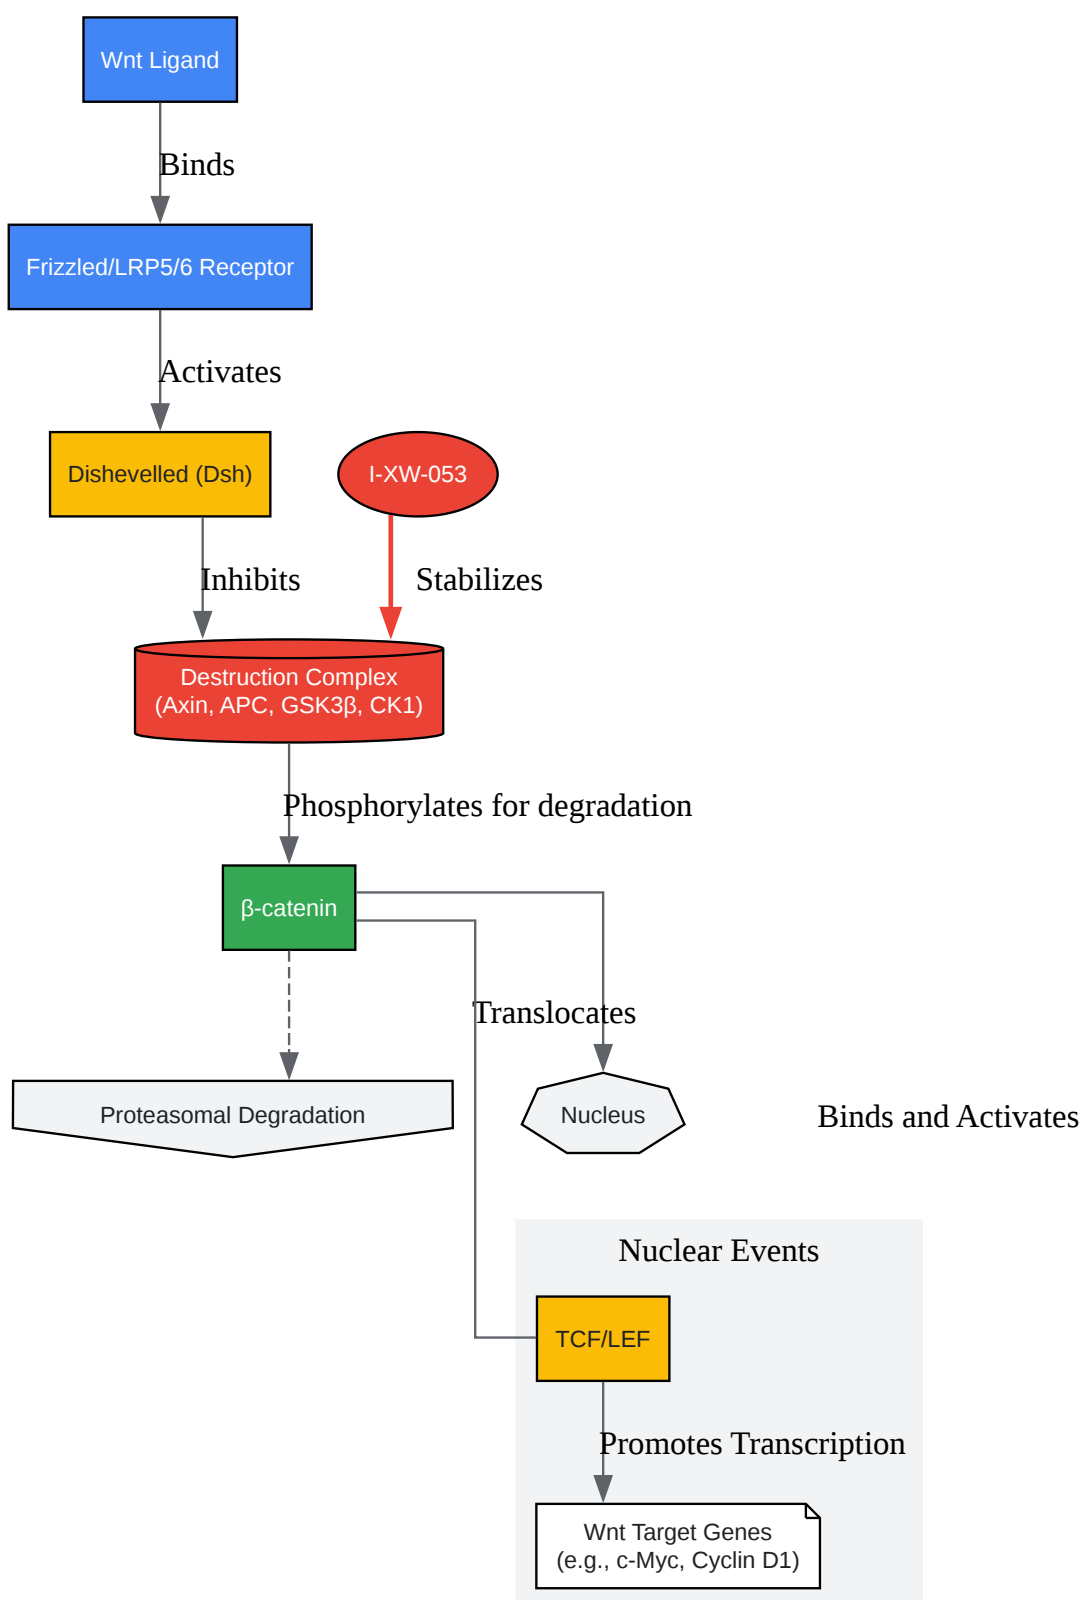 Wnt Ligand
Binds
Frizzled/LRP5/6 Receptor
Activates
Dishevelled (Dsh)
I-XW-053
Inhibits
Stabilizes
Destruction Complex
(Axin, APC, GSK3β, CK1)
Phosphorylates for degradation
β-catenin
Translocates
Proteasomal Degradation
Nucleus
Binds and Activates
Nuclear Events
TCF/LEF
Promotes Transcription
Wnt Target Genes
(e.g., c-Myc, Cyclin D1)